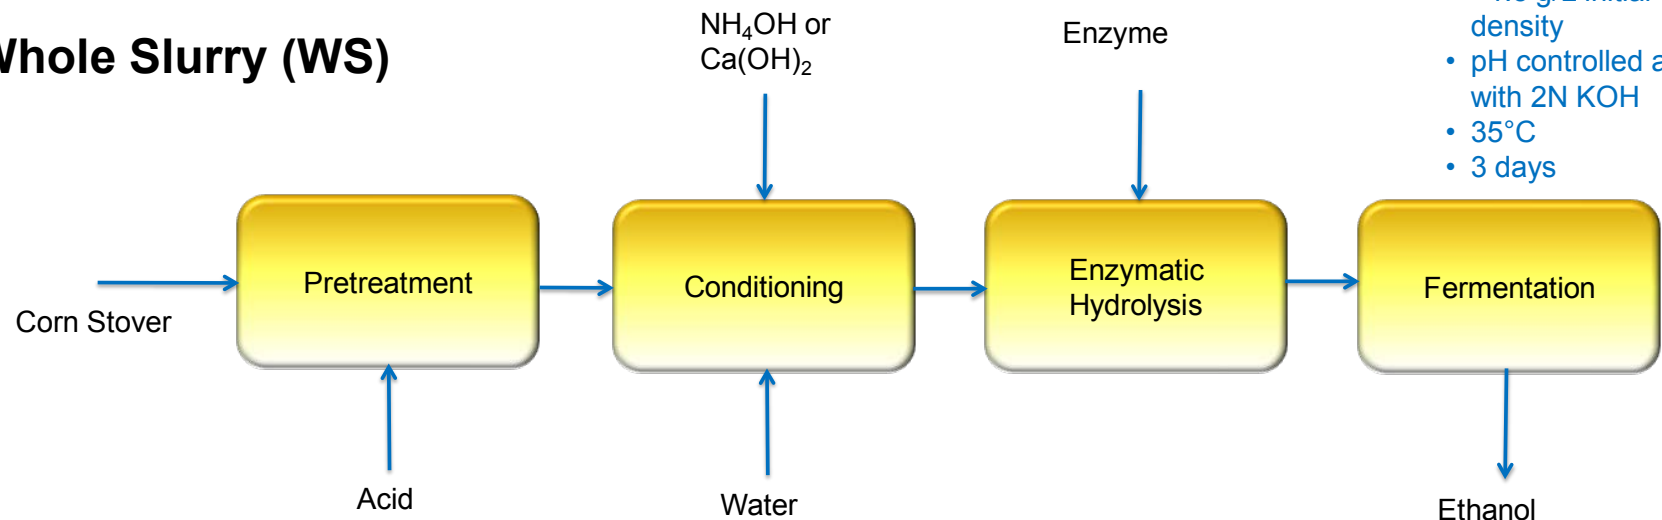 Whole Slurry (WS)
NH₄OH or
Ca(OH)₂
Enzyme
density
• pH controlled
with 2N KOH
• 35°C
• 3 days
Pretreatment
Conditioning
Enzymatic
Hydrolysis
Fermentation
Corn Stover
Acid
Water
Ethanol